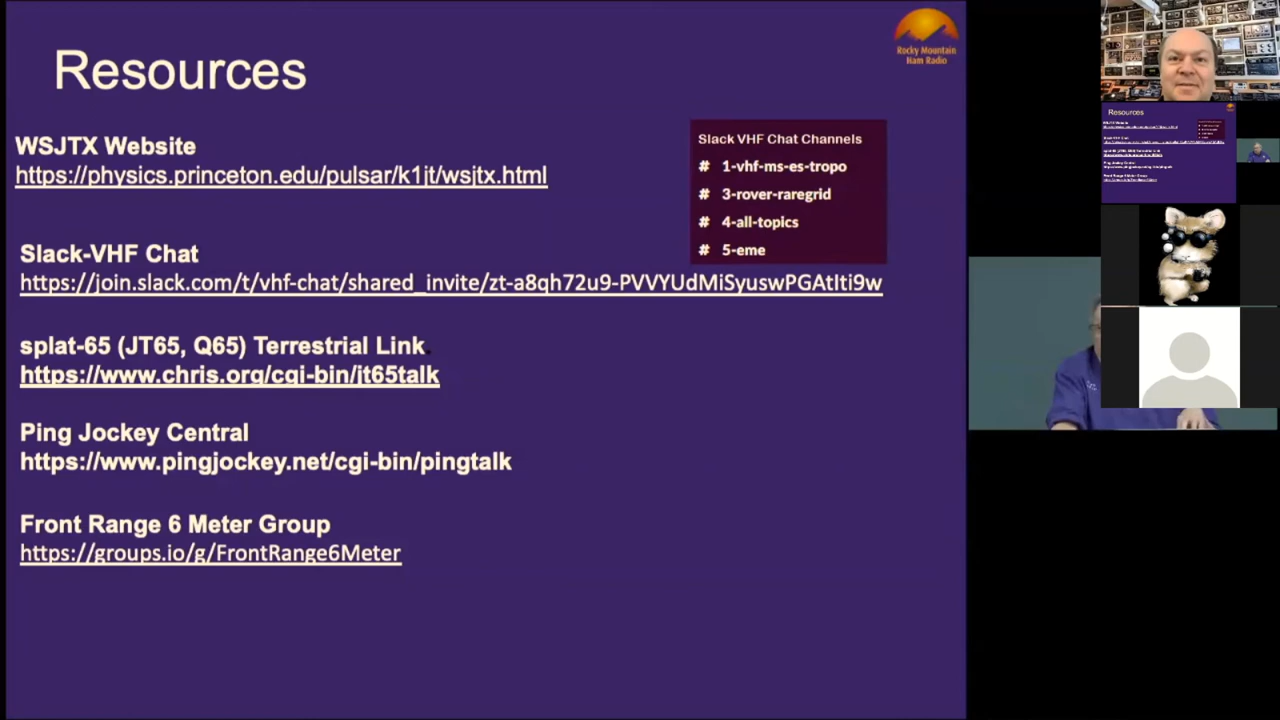 Resources
Rocky Mountain
Ham Radio
WSJTX Website
https://physics.princeton.edu/pulsar/k1jt/wsjtx.html
Slack VHF Chat Channels
# 1-vhf-ms-es-tropo
# 3-rover-raregrid
# 4-all-topics
# 5-eme
Slack-VHF Chat
https://join.slack.com/t/vhf-chat/shared_invite/zt-a8qh72u9-PVVYUdMiSyuswPGAtIti9w
splat-65 (JT65, Q65) Terrestrial Link.
https://www.chris.org/cgi-bin/jt65talk
Ping Jockey Central
https://www.pingjockey.net/cgi-bin/pingtalk
Front Range 6 Meter Group
https://groups.io/g/FrontRange6Meter
Resources